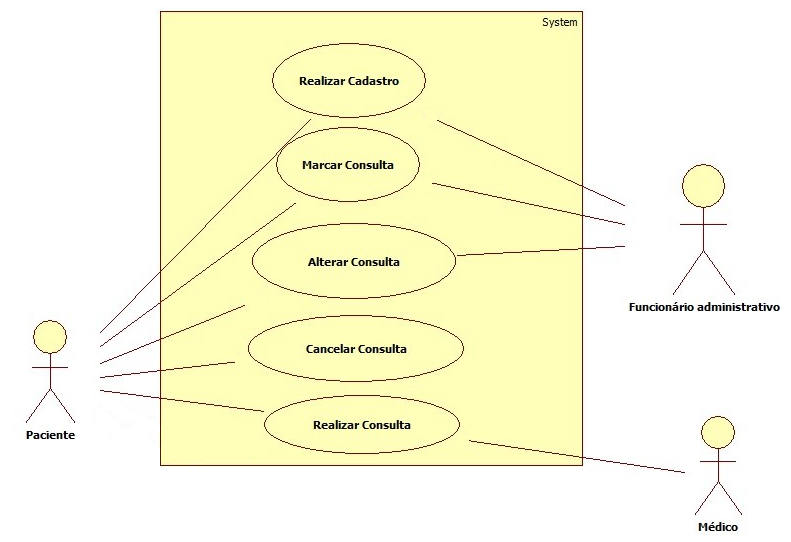 System
Realizar Cadastro
Marcar Consulta
Alterar Consulta
Funcionário administrativo
Cancelar Consulta
Realizar Consulta
Paciente
Médico